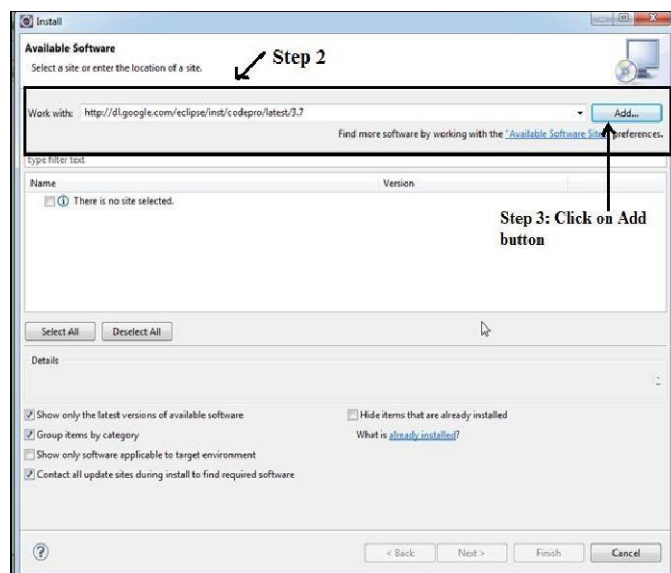 Install
Available Software
Select a site or enter the location of a site.
Step 2
Work with: http://dl.google.com/eclipse/inst/codepro/latest/3.7 Add...
Find more software by working with the "Available Software Sites" preferences.
type filter text
Name Version
There is no site selected.
Step 3: Click on Add
button
Select All Deselect All
Details
Show only the latest versions of available software Hide items that are already installed
Group items by category What is already installed?
Show only software applicable to target environment
Contact all update sites during install to find required software
? < Back Next > Finish Cancel